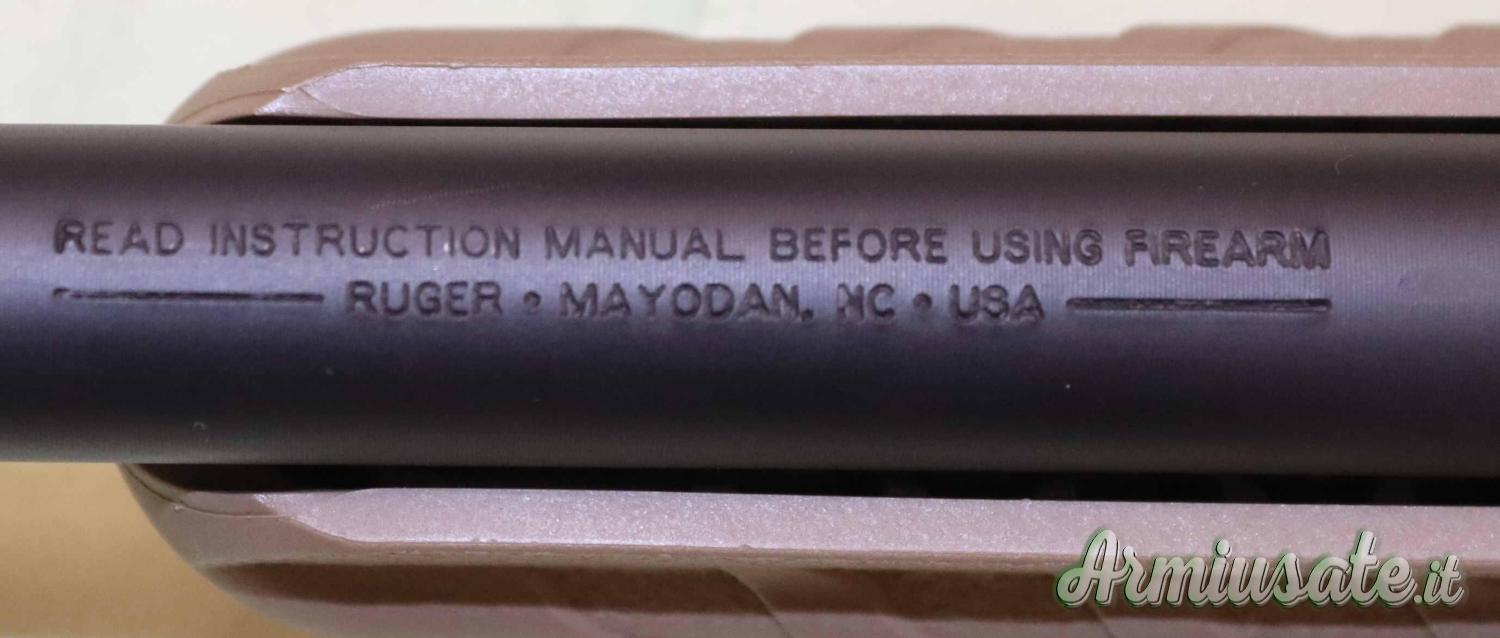 READ INSTRUCTION MANUAL BEFORE USING FIREARM
RUGER • MAYODAN, NC • USA
Armiusate.it